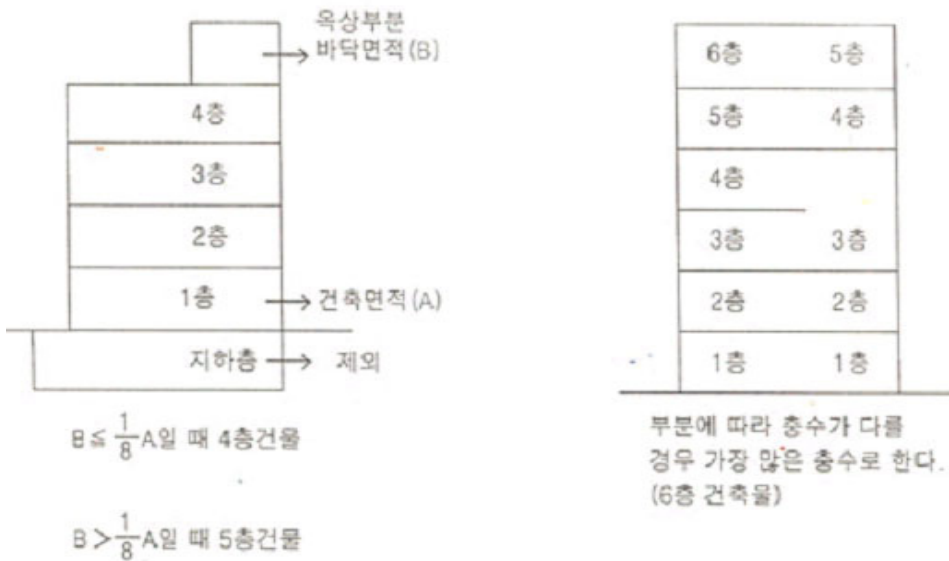 옥상부분
바닥면적(B)
4층
3층
2층
1층
건축면적(A)
지하층
제외
B≦ 1/8 A일 때 4층건물
B> 1/8 A일 때 5층건물
6층 5층
5층 4층
4층
3층 3층
2층 2층
1층 1층
부분에 따라 층수가 다를
경우 가장 많은 층수로 한다.
(6층 건축물)